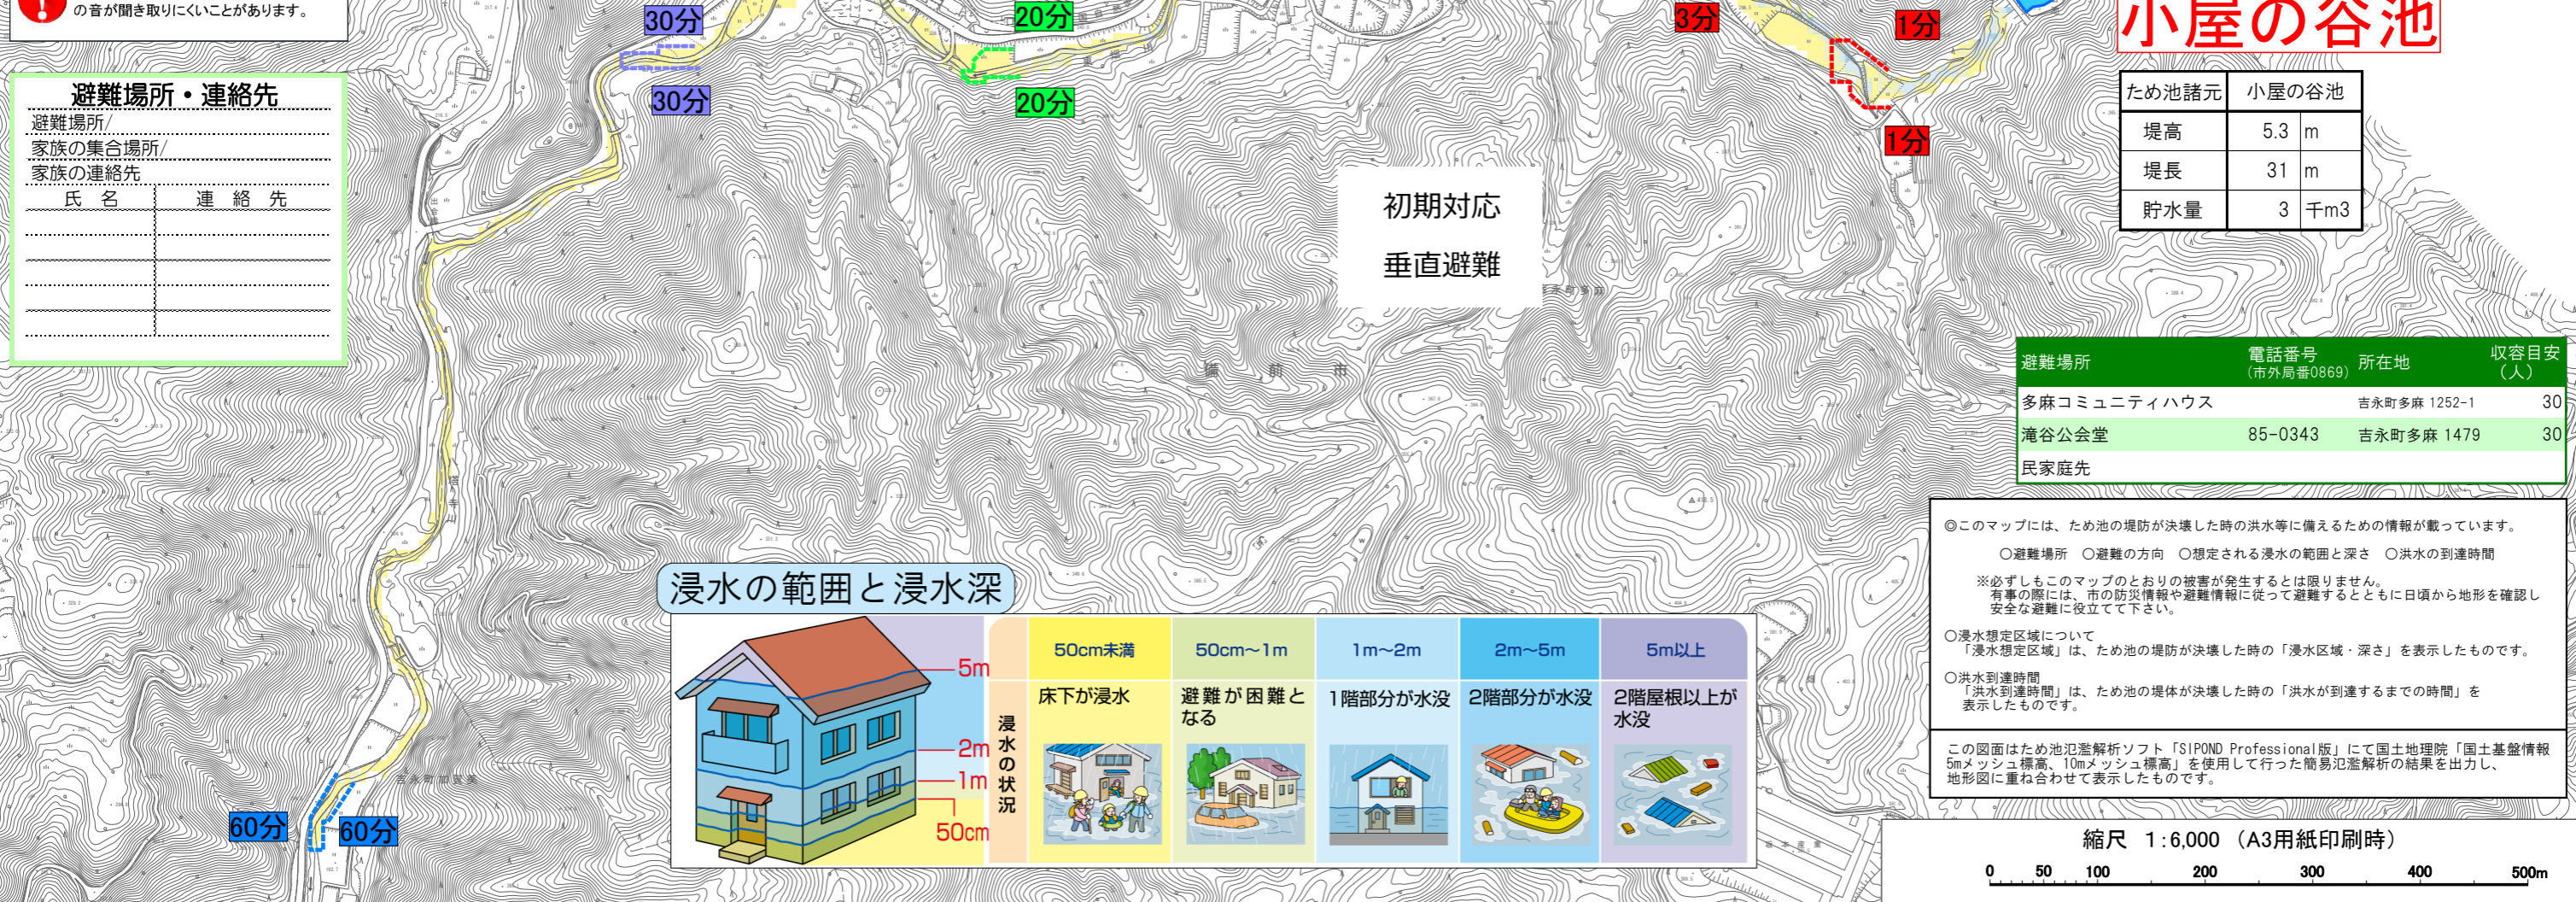 の音が聞き取りにくいことがあります。
30分
20分
3分
1分
小屋の谷池
30分
20分
1分
避難場所・連絡先
避難場所/
家族の集合場所/
家族の連絡先
氏 名 連 絡 先
ため池諸元 小屋の谷池
堤高 5.3 m
堤長 31 m
貯水量 3 千m3
初期対応
垂直避難
備 前 市
避難場所 電話番号 (市外局番0869) 所在地 収容目安 (人)
多麻コミュニティハウス 吉永町多麻 1252-1 30
滝谷公会堂 85-0343 吉永町多麻 1479 30
民家庭先
◎このマップには、ため池の堤防が決壊した時の洪水等に備えるための情報が載っています。
〇避難場所 〇避難の方向 〇想定される浸水の範囲と深さ 〇洪水の到達時間
※必ずしもこのマップのとおりの被害が発生するとは限りません。
有事の際には、市の防災情報や避難情報に従って避難するとともに日頃から地形を確認し
安全な避難に役立てて下さい。
〇浸水想定区域について
「浸水想定区域」は、ため池の堤防が決壊した時の「浸水区域・深さ」を表示したものです。
〇洪水到達時間
「洪水到達時間」は、ため池の堤体が決壊した時の「洪水が到達するまでの時間」を
表示したものです。
この図面はため池氾濫解析ソフト「SIPOND Professional版」にて国土地理院「国土基盤情報
5mメッシュ標高、10mメッシュ標高」を使用して行った簡易氾濫解析の結果を出力し、
地形図に重ね合わせて表示したものです。
浸水の範囲と浸水深
5m
2m
1m
50cm
50cm未満 50cm〜1m 1m〜2m 2m〜5m 5m以上
浸水の状況
床下が浸水
避難が困難と
なる
1階部分が水没
2階部分が水没
2階屋根以上が
水没
吉永町加賀美
60分
60分
縮尺 1:6,000 (A3用紙印刷時)
0 50 100 200 300 400 500m